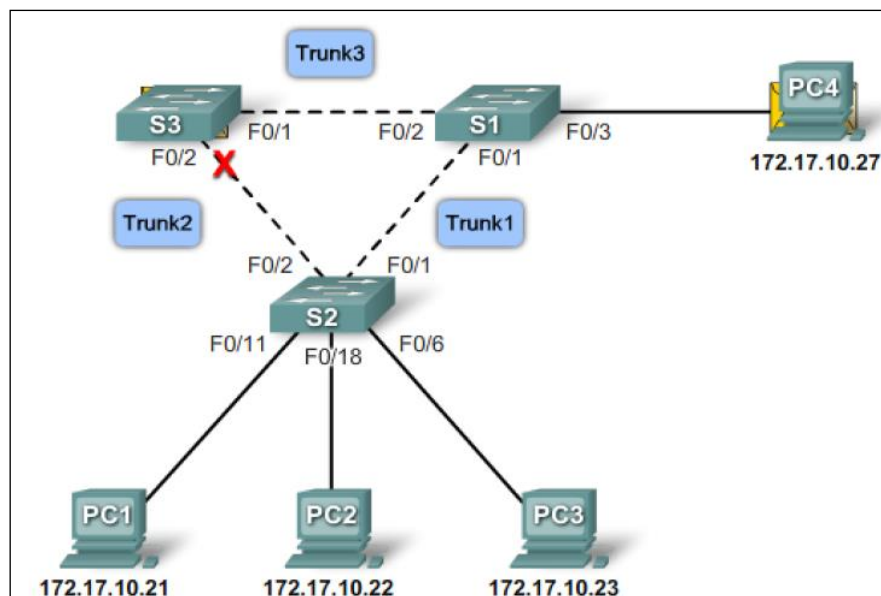 Trunk3
S3
F0/1
F0/2
S1
F0/3
PC4
F0/2
F0/1
172.17.10.27
Trunk2
Trunk1
F0/2
F0/1
S2
F0/11
F0/18
F0/6
PC1
PC2
PC3
172.17.10.21
172.17.10.22
172.17.10.23